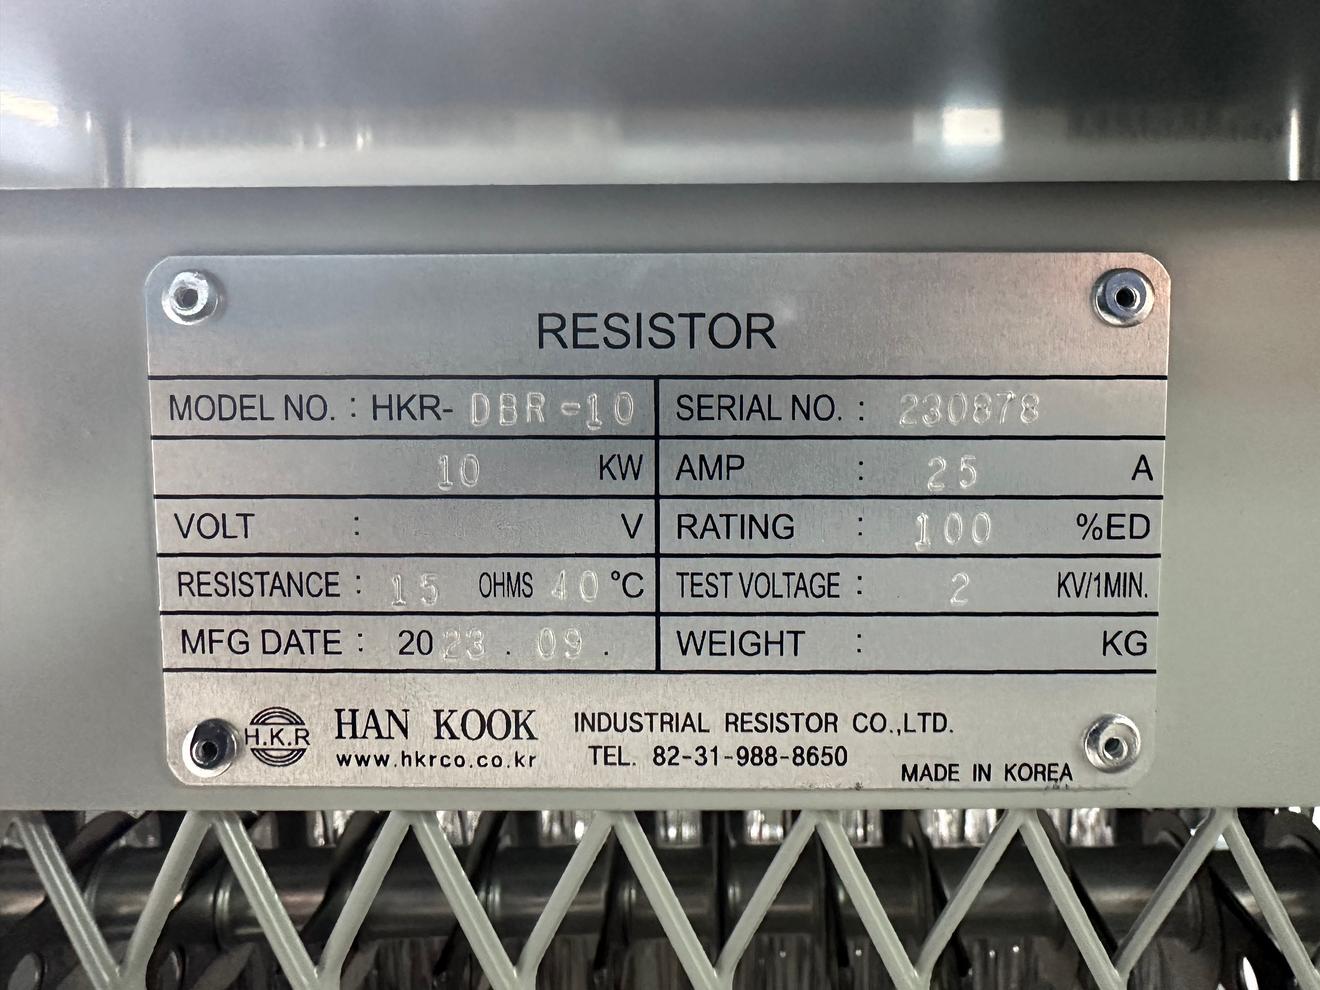 RESISTOR
MODEL NO. : HKR- DBR-10 SERIAL NO. : 230878
10 KW AMP : 25 A
VOLT : V RATING : 100 %ED
RESISTANCE : 15 OHMS 40 °C TEST VOLTAGE : 2 KV/1MIN.
MFG DATE : 2023 . 09 . WEIGHT : KG
H.K.R HAN KOOK INDUSTRIAL RESISTOR CO.,LTD.
www.hkrco.co.kr TEL. 82-31-988-8650
MADE IN KOREA